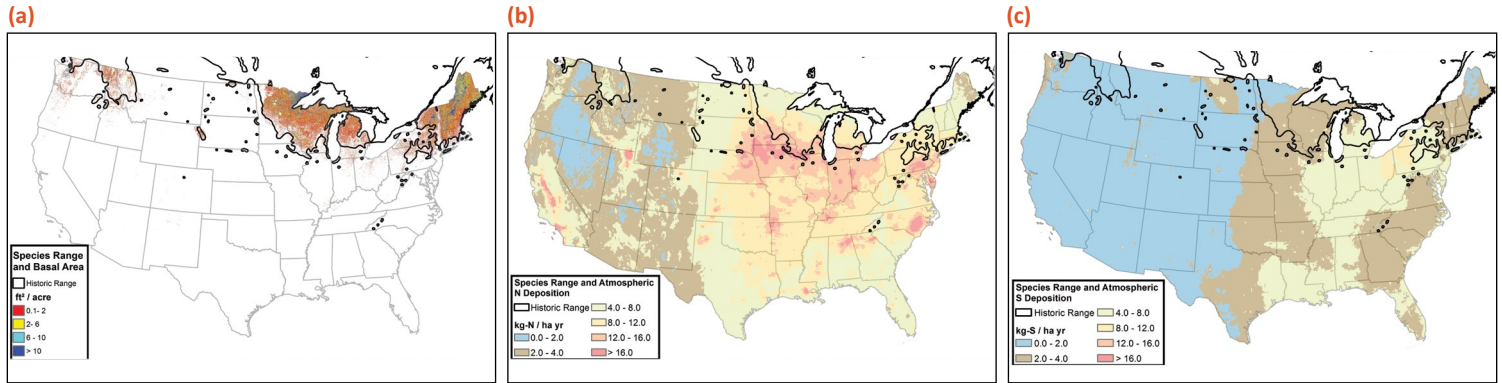 (a)
(b)
(c)
Species Range
and Basal Area
Historic Range
ft² / acre
0.1- 2
2- 6
6 - 10
> 10
Species Range and Atmospheric
N Deposition
Historic Range
kg-N / ha yr
0.0 - 2.0
2.0 - 4.0
4.0 - 8.0
8.0 - 12.0
12.0 - 16.0
> 16.0
Species Range and Atmospheric
S Deposition
Historic Range
kg-S / ha yr
0.0 - 2.0
2.0 - 4.0
4.0 - 8.0
8.0 - 12.0
12.0 - 16.0
> 16.0